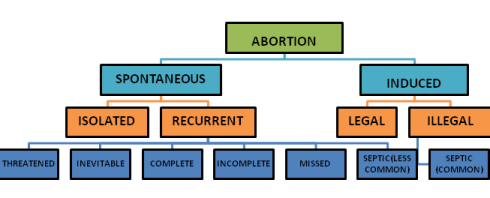 ABORTION
SPONTANEOUS
INDUCED
ISOLATED
RECURRENT
LEGAL
ILLEGAL
THREATENED
INEVITABLE
COMPLETE
INCOMPLETE
MISSED
SEPTIC(LESS
COMMON)
SEPTIC
(COMMON)